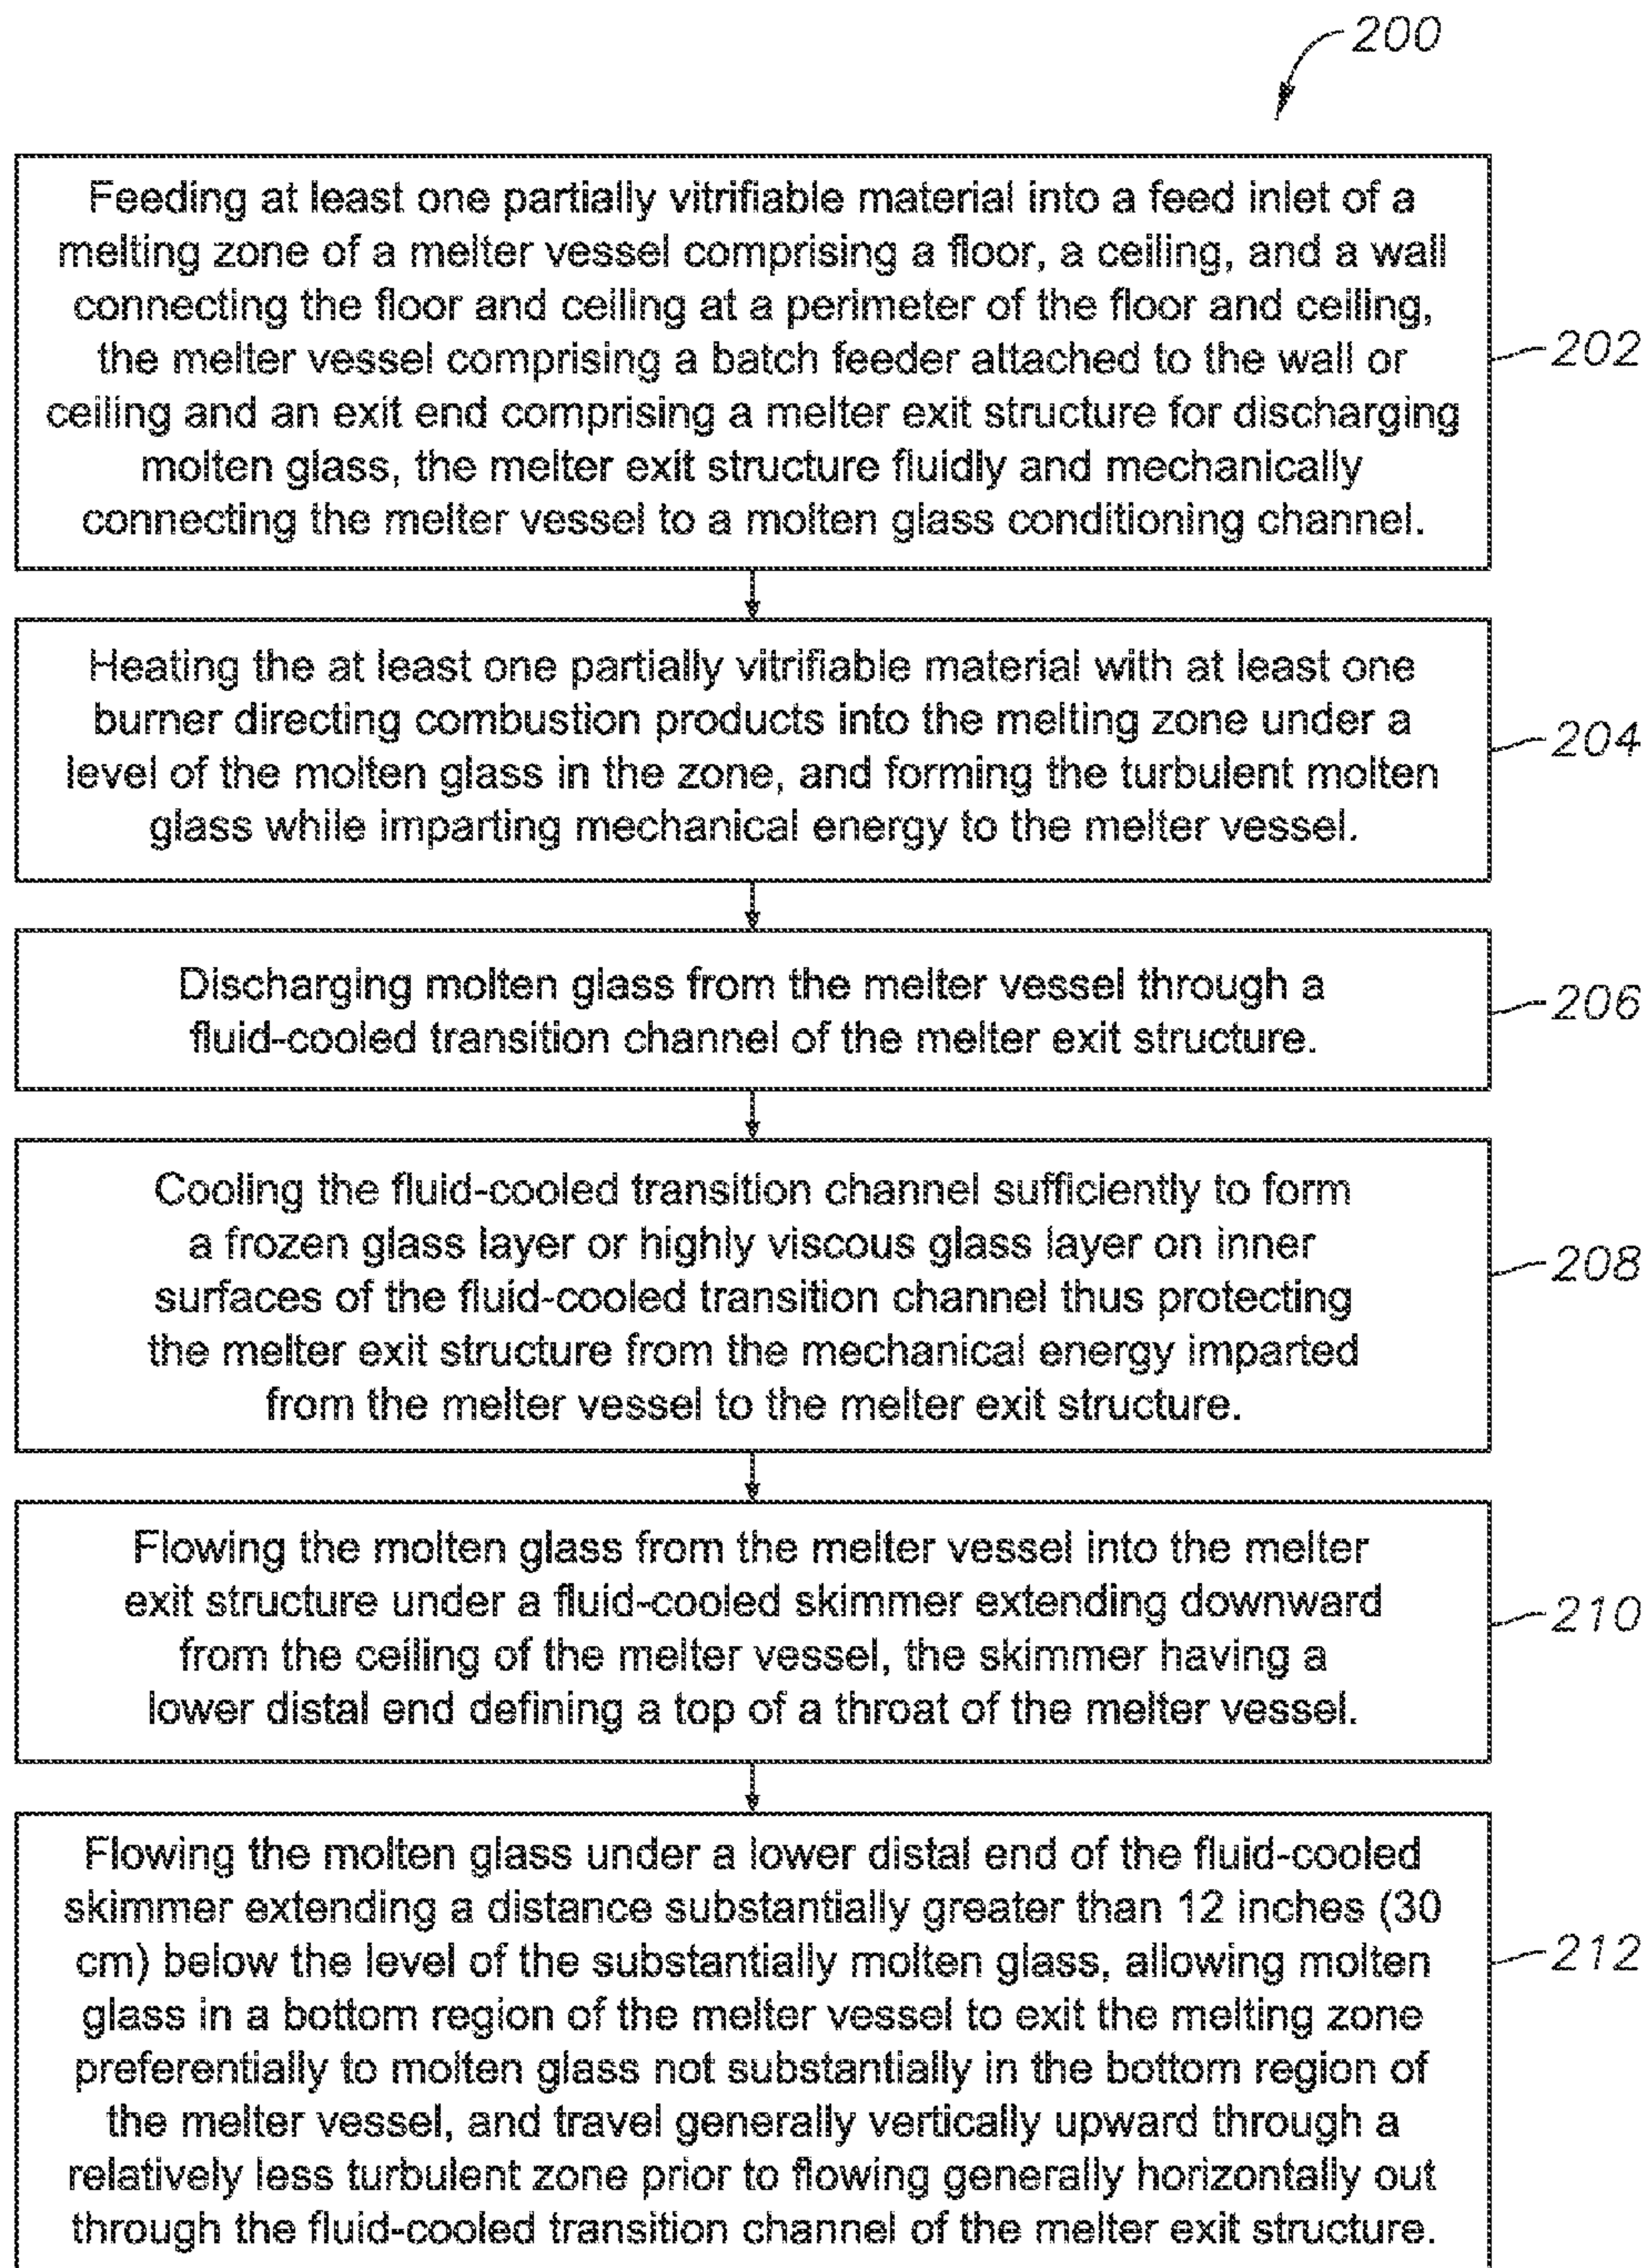 200
Feeding at least one partially vitrifiable material into a feed inlet of a
melting zone of a melter vessel comprising a floor, a ceiling, and a wall
connecting the floor and ceiling at a perimeter of the floor and ceiling,
the melter vessel comprising a batch feeder attached to the wall or
ceiling and an exit end comprising a melter exit structure for discharging
molten glass, the melter exit structure fluidly and mechanically
connecting the melter vessel to a molten glass conditioning channel.
202
Heating the at least one partially vitrifiable material with at least one
burner directing combustion products into the melting zone under a
level of the molten glass in the zone, and forming the turbulent molten
glass while imparting mechanical energy to the melter vessel.
204
Discharging molten glass from the melter vessel through a
fluid-cooled transition channel of the melter exit structure.
206
Cooling the fluid-cooled transition channel sufficiently to form
a frozen glass layer or highly viscous glass layer on inner
surfaces of the fluid-cooled transition channel thus protecting
the melter exit structure from the mechanical energy imparted
from the melter vessel to the melter exit structure.
208
Flowing the molten glass from the melter vessel into the melter
exit structure under a fluid-cooled skimmer extending downward
from the ceiling of the melter vessel, the skimmer having a
lower distal end defining a top of a throat of the melter vessel.
210
Flowing the molten glass under a lower distal end of the fluid-cooled
skimmer extending a distance substantially greater than 12 inches (30
cm) below the level of the substantially molten glass, allowing molten
glass in a bottom region of the melter vessel to exit the melting zone
preferentially to molten glass not substantially in the bottom region of
the melter vessel, and travel generally vertically upward through a
relatively less turbulent zone prior to flowing generally horizontally out
through the fluid-cooled transition channel of the melter exit structure.
212